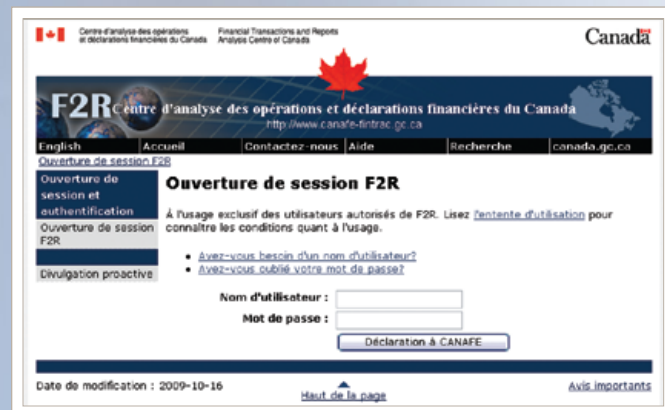 Centre d'analyse des opérations et déclarations financières du Canada
Financial Transactions and Reports Analysis Centre of Canada
Canada
F2R Centre d'analyse des opérations et déclarations financières du Canada
http://www.canafe-fintrac.gc.ca
English Accueil Contactez-nous Aide Recherche canada.gc.ca
Ouverture de session F2R
Ouverture de session et authentification
Ouverture de session F2R
Divulgation proactive
Ouverture de session F2R
À l'usage exclusif des utilisateurs autorisés de F2R. Lisez l'entente d'utilisation pour
connaître les conditions quant à l'usage.
Avez-vous besoin d'un nom d'utilisateur?
Avez-vous oublié votre mot de passe?
Nom d'utilisateur :
Mot de passe :
Déclaration à CANAFE
Date de modification : 2009-10-16
Haut de la page
Avis importants